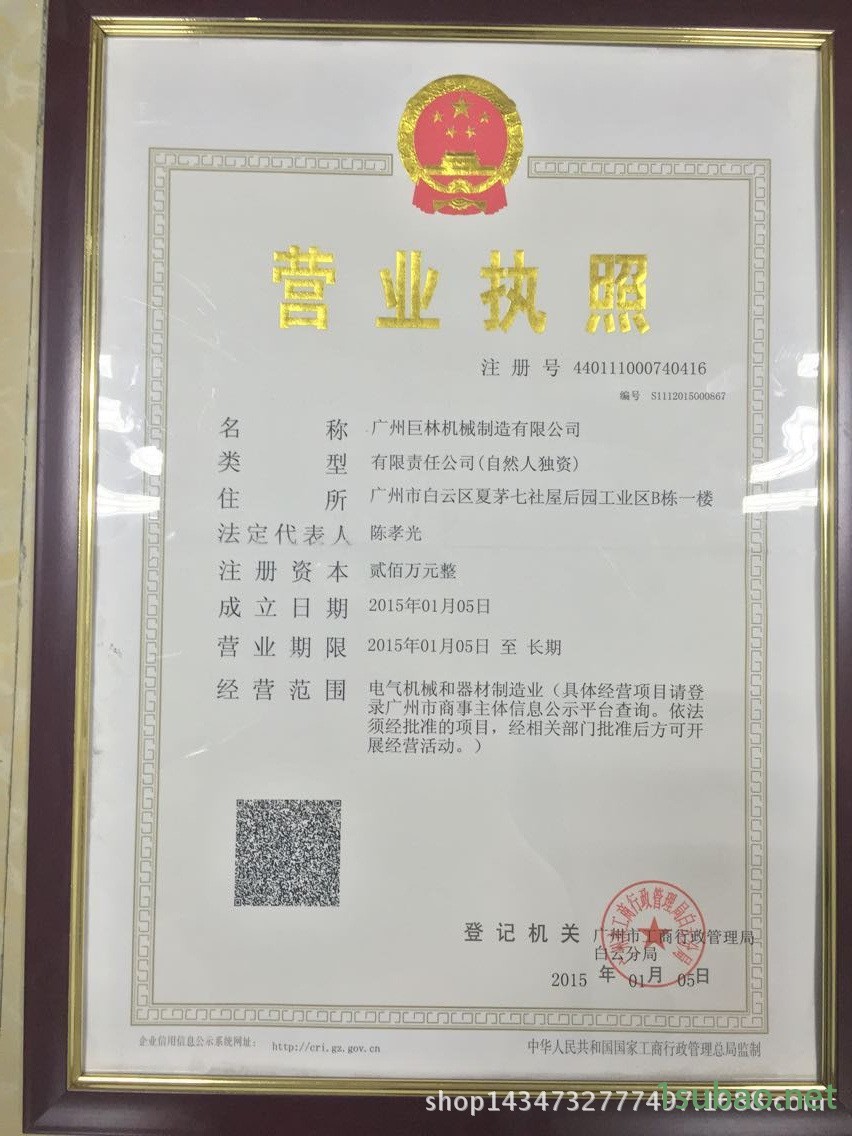 营业执照
注册号 440111000740416
编号 S1112015000867
名称 广州巨林机械制造有限公司
类型 有限责任公司(自然人独资)
住所 广州市白云区夏茅七社屋后园工业区B栋一楼
法定代表人 陈孝光
注册资本 贰佰万元整
成立日期 2015年01月05日
营业期限 2015年01月05日 至 长期
经营范围 电气机械和器材制造业（具体经营项目请登
录广州市商事主体信息公示平台查询。依法
须经批准的项目，经相关部门批准后方可开
展经营活动。）
登记机关 广州市工商行政管理局
白云分局
2015 年 01月 05日
企业信用信息公示系统网址： http://cri.gz.gov.cn
中华人民共和国国家工商行政管理总局监制
1subao.net